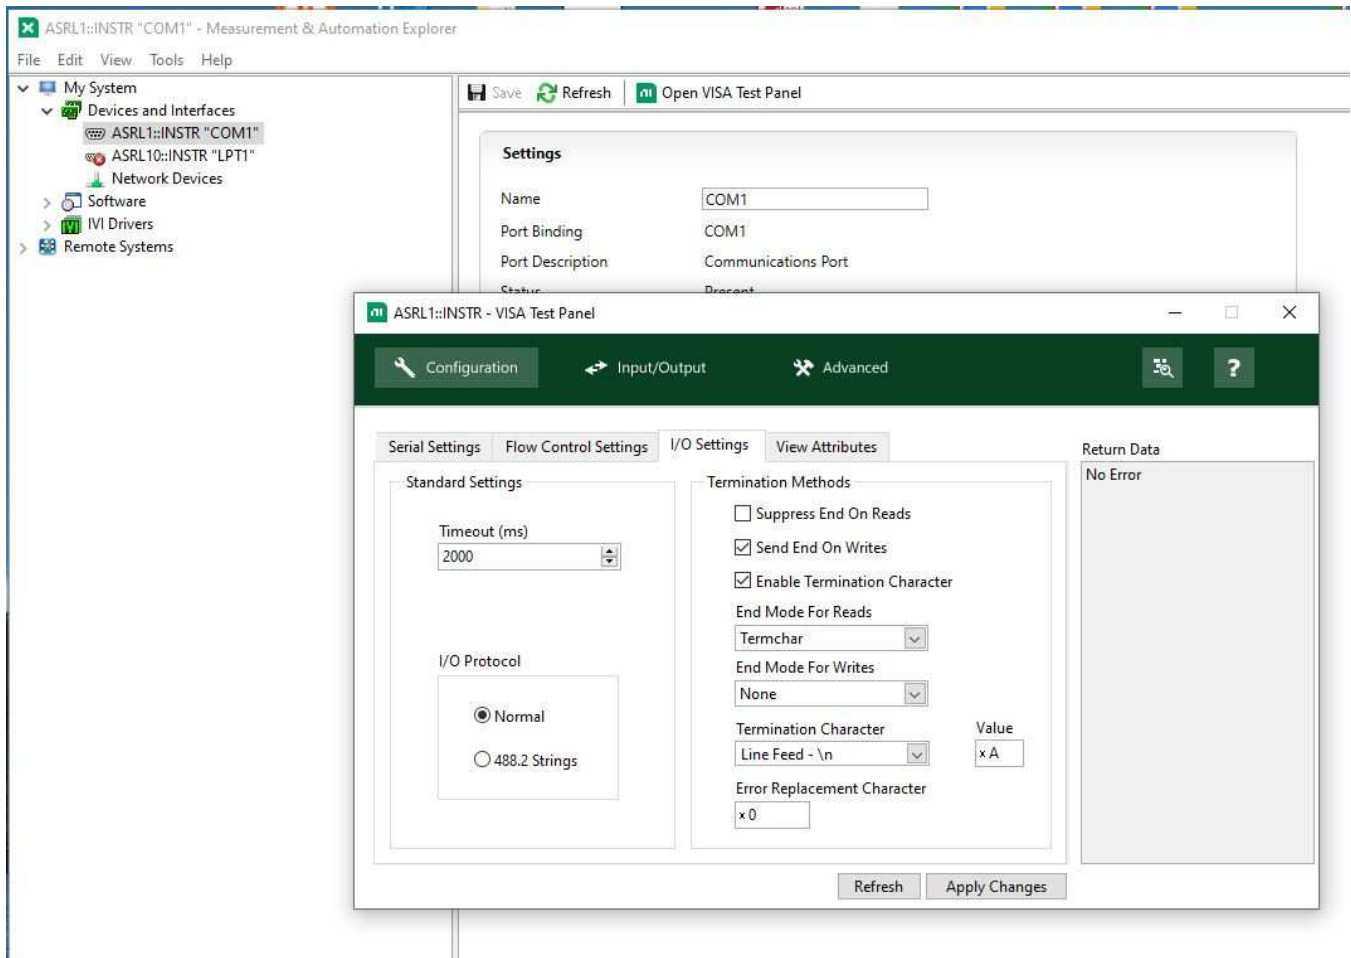 ASRL1::INSTR "COM1" - Measurement & Automation Explorer
File Edit View Tools Help
My System
Devices and Interfaces
ASRL1::INSTR "COM1"
ASRL10::INSTR "LPT1"
Network Devices
Software
IVI Drivers
Remote Systems
Save Refresh Open VISA Test Panel
Settings
Name COM1
Port Binding COM1
Port Description Communications Port
Status Present
ASRL1::INSTR - VISA Test Panel
Configuration Input/Output Advanced ?
Serial Settings Flow Control Settings I/O Settings View Attributes
Standard Settings
Timeout (ms)
2000
I/O Protocol
Normal
488.2 Strings
Termination Methods
Suppress End On Reads
Send End On Writes
Enable Termination Character
End Mode For Reads
Termchar
End Mode For Writes
None
Termination Character Value
Line Feed - \n x A
Error Replacement Character
x 0
Return Data
No Error
Refresh Apply Changes